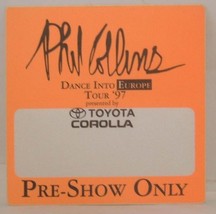 Phil Collins
DANCE INTO EUROPE
TOUR '97
presented by
TOYOTA
COROLLA
PRE-SHOW ONLY